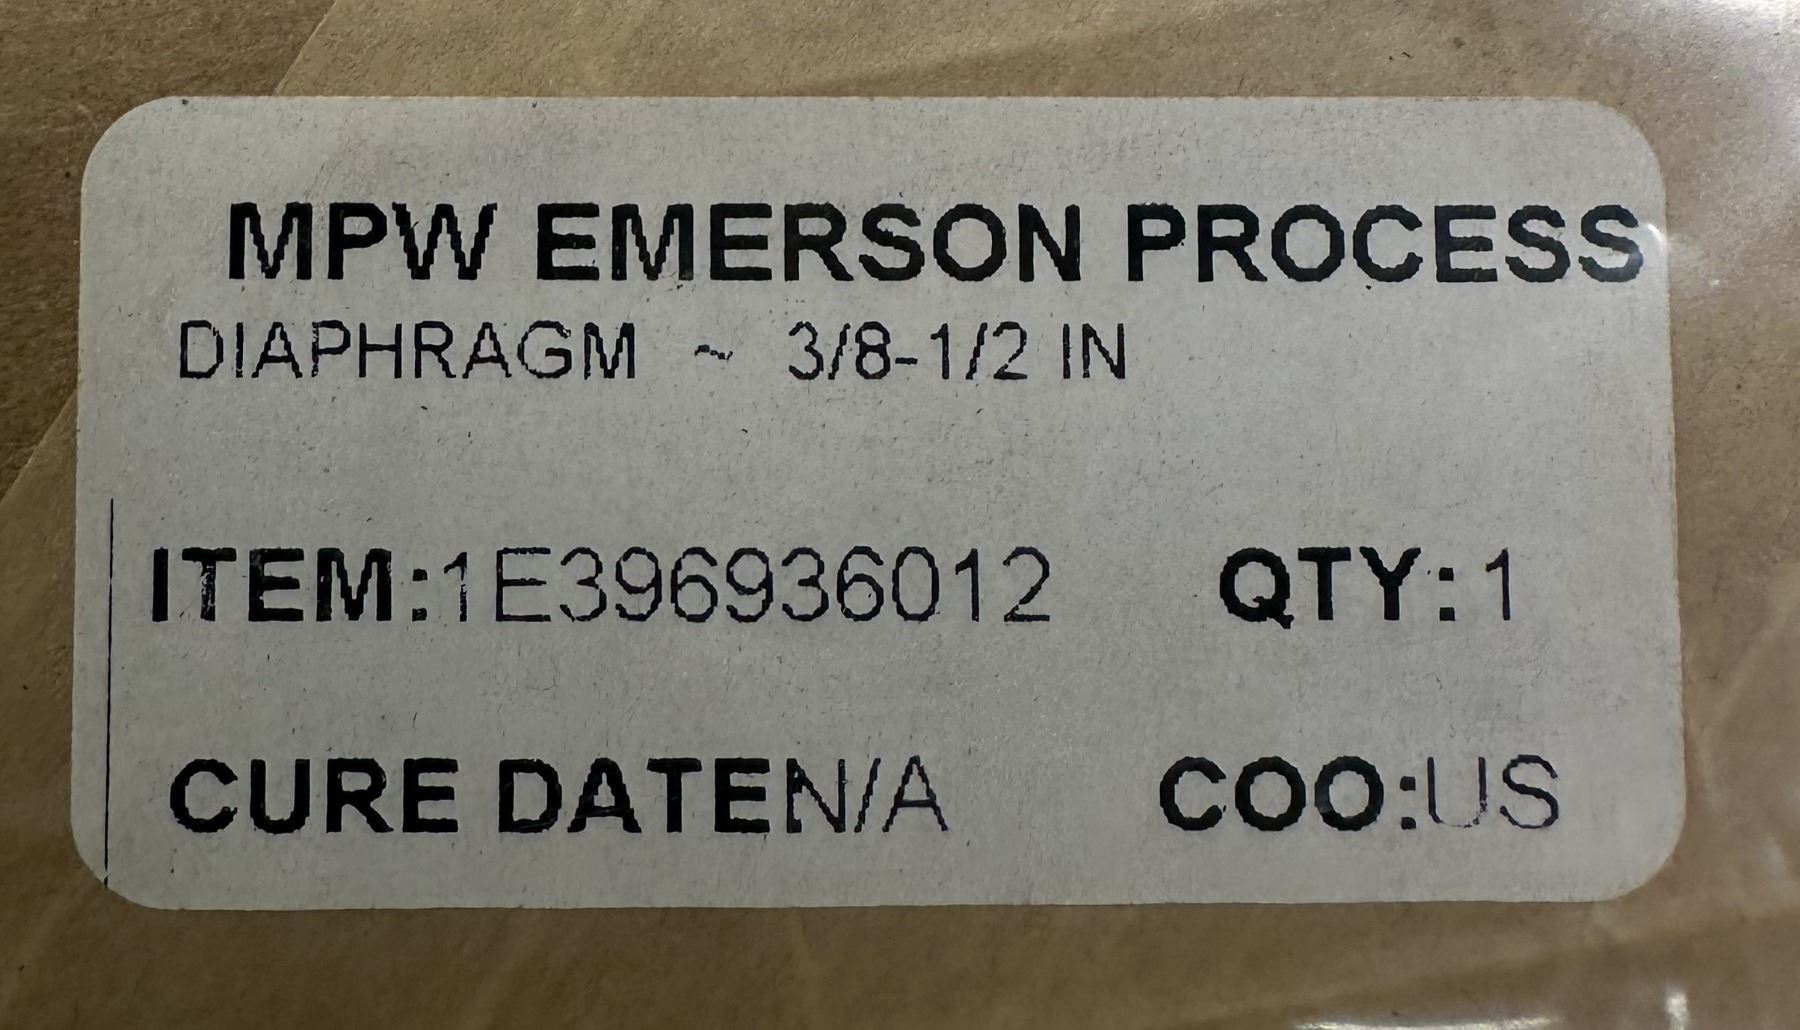 MPW EMERSON PROCESS
DIAPHRAGM ~ 3/8-1/2 IN
ITEM:1E396936012 QTY:1
CURE DATEN/A COO:US